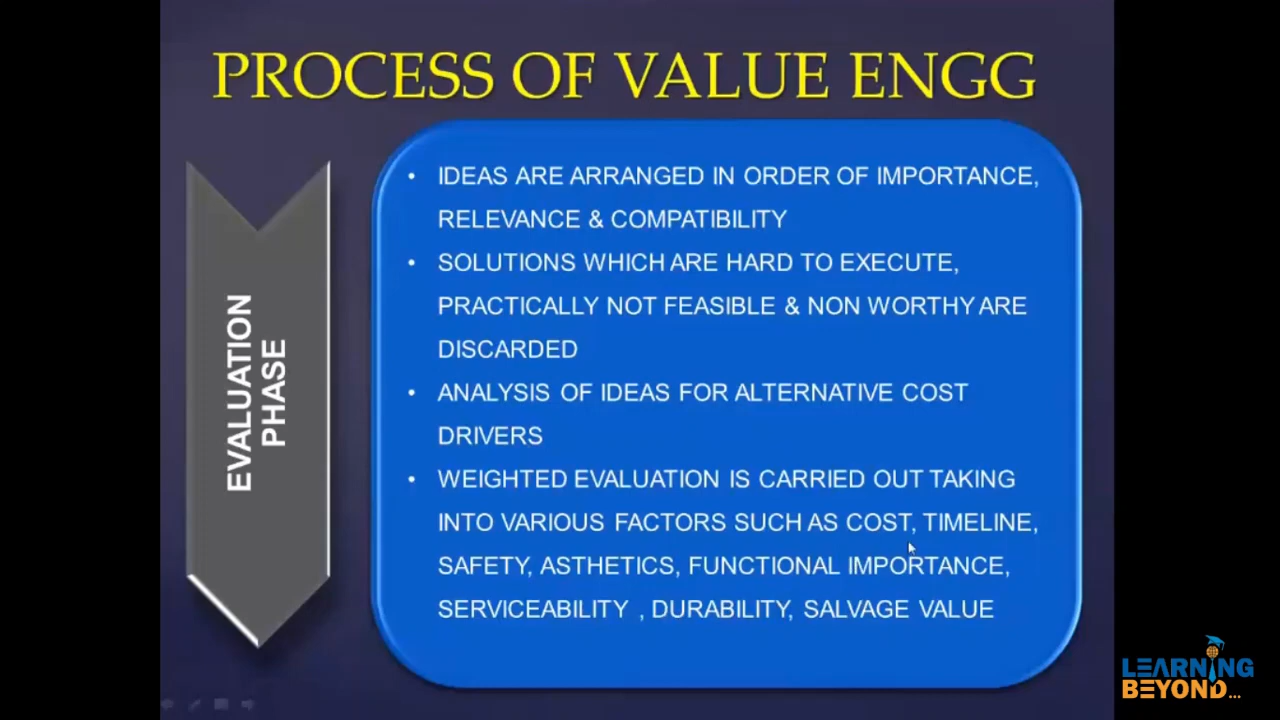 PROCESS OF VALUE ENGG
EVALUATION
PHASE
• IDEAS ARE ARRANGED IN ORDER OF IMPORTANCE,
RELEVANCE & COMPATIBILITY
• SOLUTIONS WHICH ARE HARD TO EXECUTE,
PRACTICALLY NOT FEASIBLE & NON WORTHY ARE
DISCARDED
• ANALYSIS OF IDEAS FOR ALTERNATIVE COST
DRIVERS
• WEIGHTED EVALUATION IS CARRIED OUT TAKING
INTO VARIOUS FACTORS SUCH AS COST, TIMELINE,
SAFETY, ASTHETICS, FUNCTIONAL IMPORTANCE,
SERVICEABILITY , DURABILITY, SALVAGE VALUE
LEARNING
BEYOND...